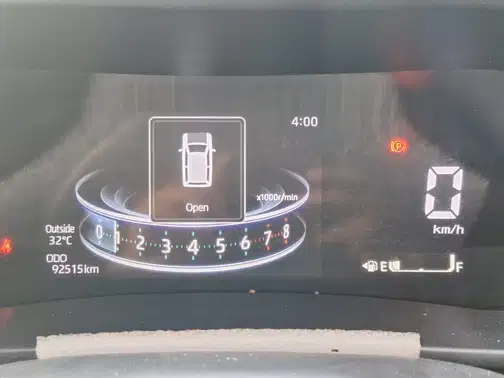 4:00
Open
x1000r/min
0 1 2 3 4 5 6 7 8
Outside
32°C
ODO
92515km
P
0
km/h
E F